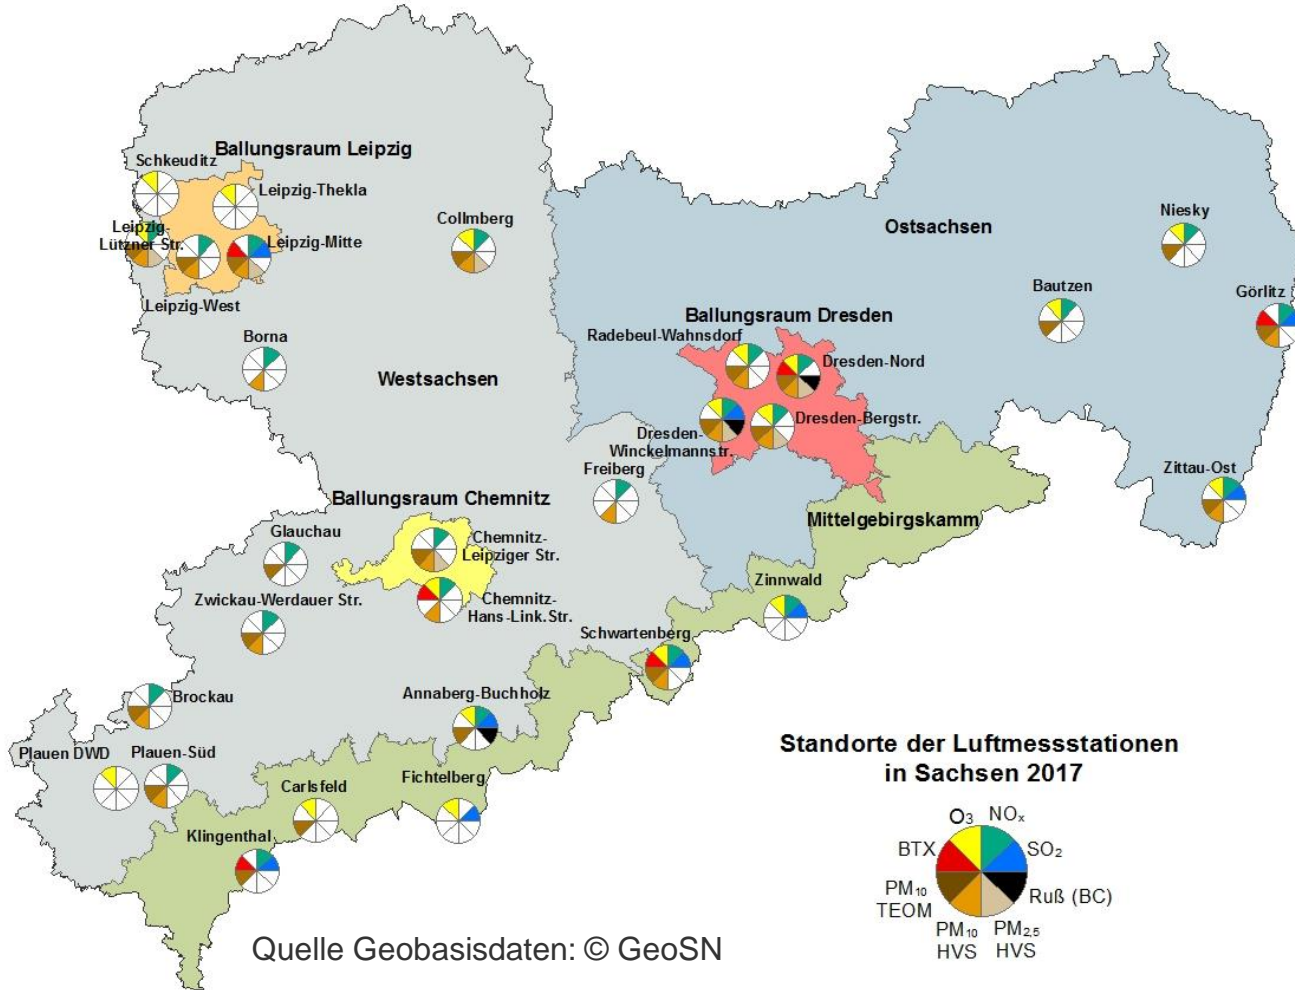 Ballungsraum Leipzig
Schkeuditz
Leipzig-Thekla
Leipzig-
Lützner Str.
Leipzig-Mitte
Leipzig-West
Collmberg
Borna
Westsachsen
Ostsachsen
Niesky
Bautzen
Görlitz
Ballungsraum Dresden
Radebeul-Wahnsdorf
Dresden-Nord
Dresden-Bergstr.
Dresden-
Winckelmannstr.
Freiberg
Zittau-Ost
Mittelgebirgskamm
Ballungsraum Chemnitz
Glauchau
Chemnitz-
Leipziger Str.
Zwickau-Werdauer Str.
Chemnitz-
Hans-Link.Str.
Zinnwald
Schwartenberg
Brockau
Annaberg-Buchholz
Plauen DWD
Plauen-Süd
Carlsfeld
Fichtelberg
Klingenthal
Standorte der Luftmessstationen
in Sachsen 2017
O₃ NOₓ
BTX SO₂
PM₁₀
TEOM
Ruß (BC)
PM₁₀
HVS
PM₂,₅
HVS
Quelle Geobasisdaten: © GeoSN